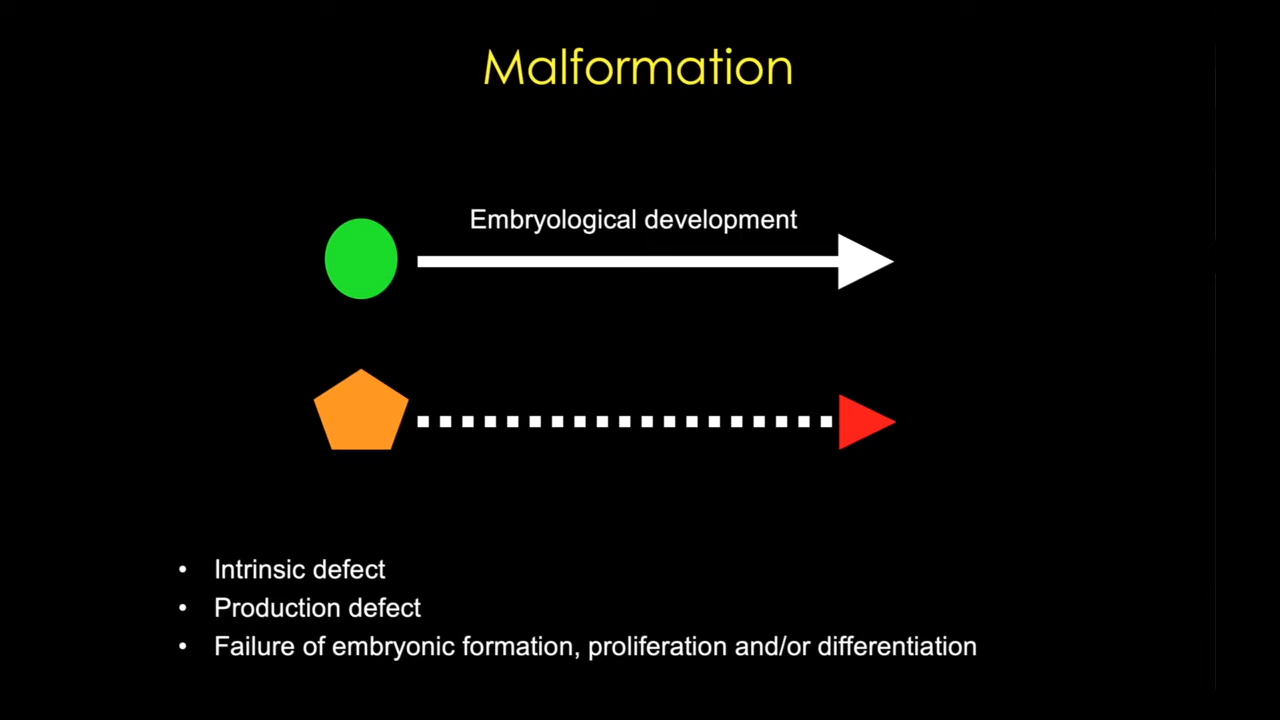 Malformation
Embryological development
• Intrinsic defect
• Production defect
• Failure of embryonic formation, proliferation and/or differentiation